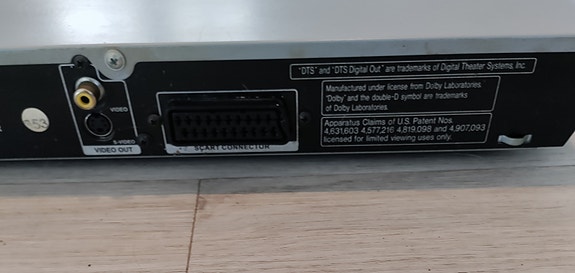 "DTS" and "DTS Digital Out" are trademarks of Digital Theater Systems, Inc.
Manufactured under license from Dolby Laboratories.
"Dolby" and the double-D symbol are trademarks
of Dolby Laboratories.
Apparatus Claims of U.S. Patent Nos.
4,631,603 4,577,216 4,819,098 and 4,907,093
licensed for limited viewing uses only.
VIDEO
S-VIDEO
VIDEO OUT
SCART CONNECTOR
353